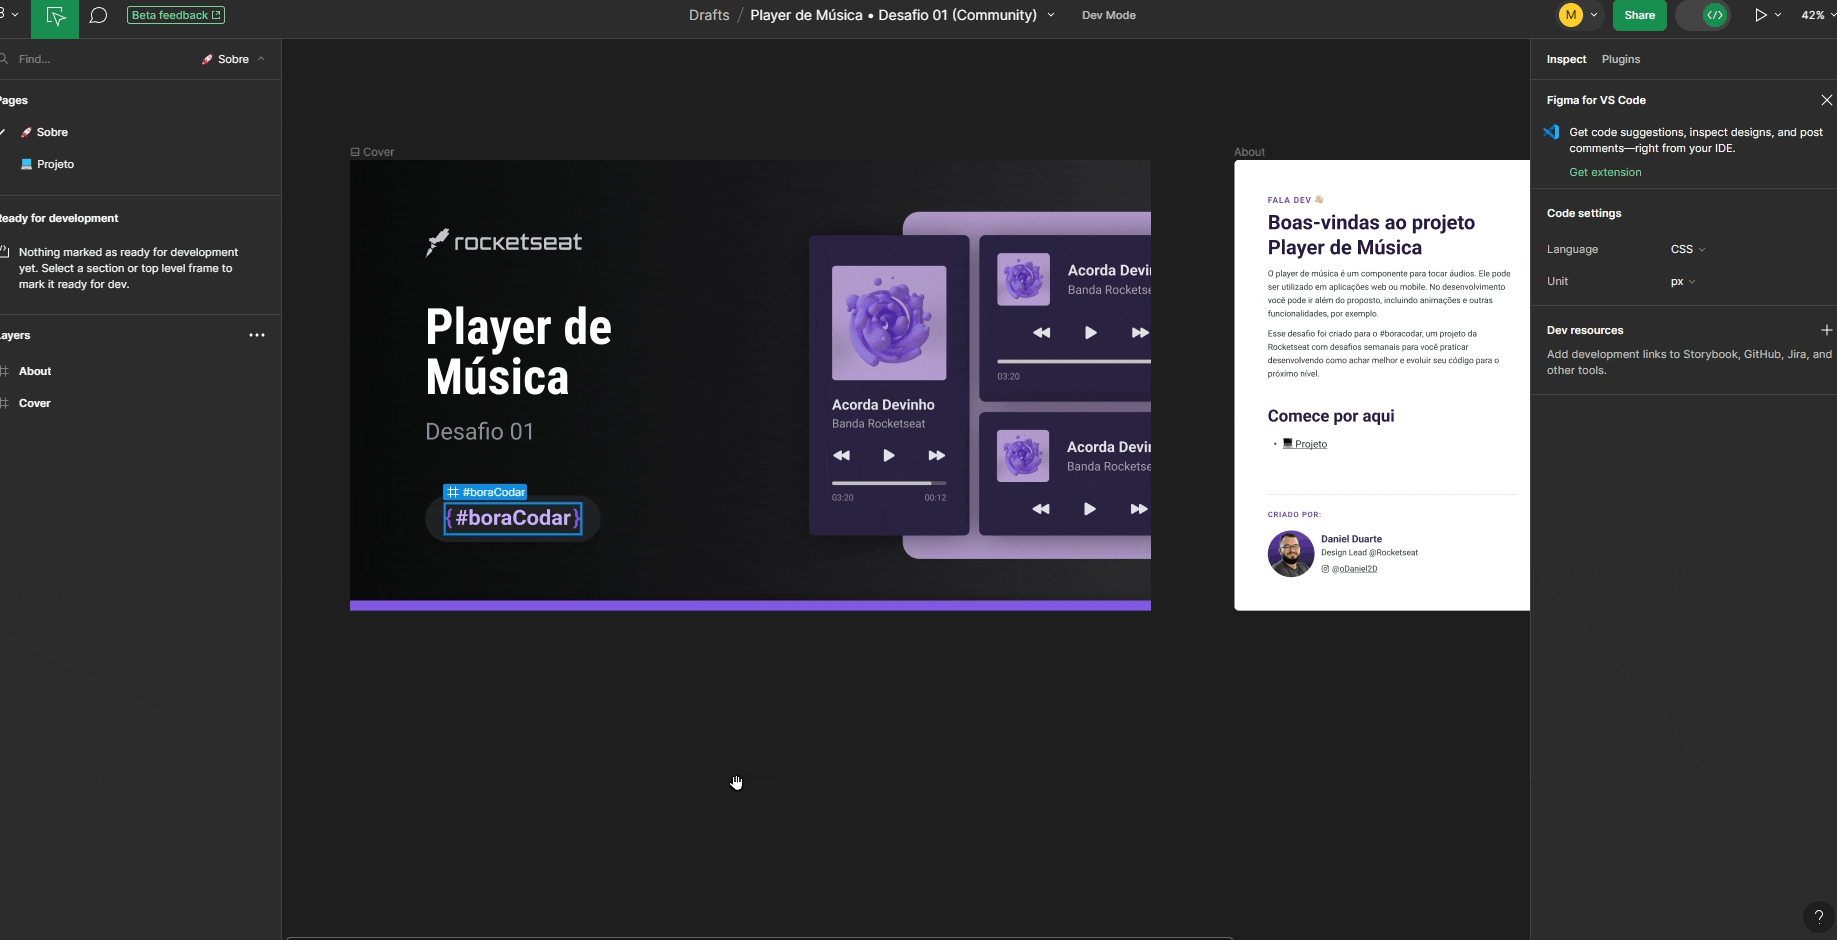 Beta feedback
Drafts / Player de Música • Desafio 01 (Community)
Dev Mode
M
Share
42%
Find...
🚀 Sobre
Pages
🚀 Sobre
💻 Projeto
Ready for development
Nothing marked as ready for development
yet. Select a section or top level frame to
mark it ready for dev.
Layers
About
Cover
Cover
rocketseat
Player de
Música
Desafio 01
#boraCodar
{#boraCodar}
Acorda Devinho
Banda Rocketseat
03:20
00:12
Acorda Devi
Banda Rocketse
03:20
Acorda Devi
Banda Rocketse
About
FALA DEV 👋🏼
Boas-vindas ao projeto
Player de Música
O player de música é um componente para tocar áudios. Ele pode
ser utilizado em aplicações web ou mobile. No desenvolvimento
você pode ir além do proposto, incluindo animações e outras
funcionalidades, por exemplo.
Esse desafio foi criado para o #boracodar, um projeto da
Rocketseat com desafios semanais para você praticar
desenvolvendo como achar melhor e evoluir seu código para o
próximo nível.
Comece por aqui
• 💻 Projeto
CRIADO POR:
Daniel Duarte
Design Lead @Rocketseat
@oDaniel2D
Inspect
Plugins
Figma for VS Code
Get code suggestions, inspect designs, and post
comments—right from your IDE.
Get extension
Code settings
Language
CSS
Unit
px
Dev resources
Add development links to Storybook, GitHub, Jira, and
other tools.
?